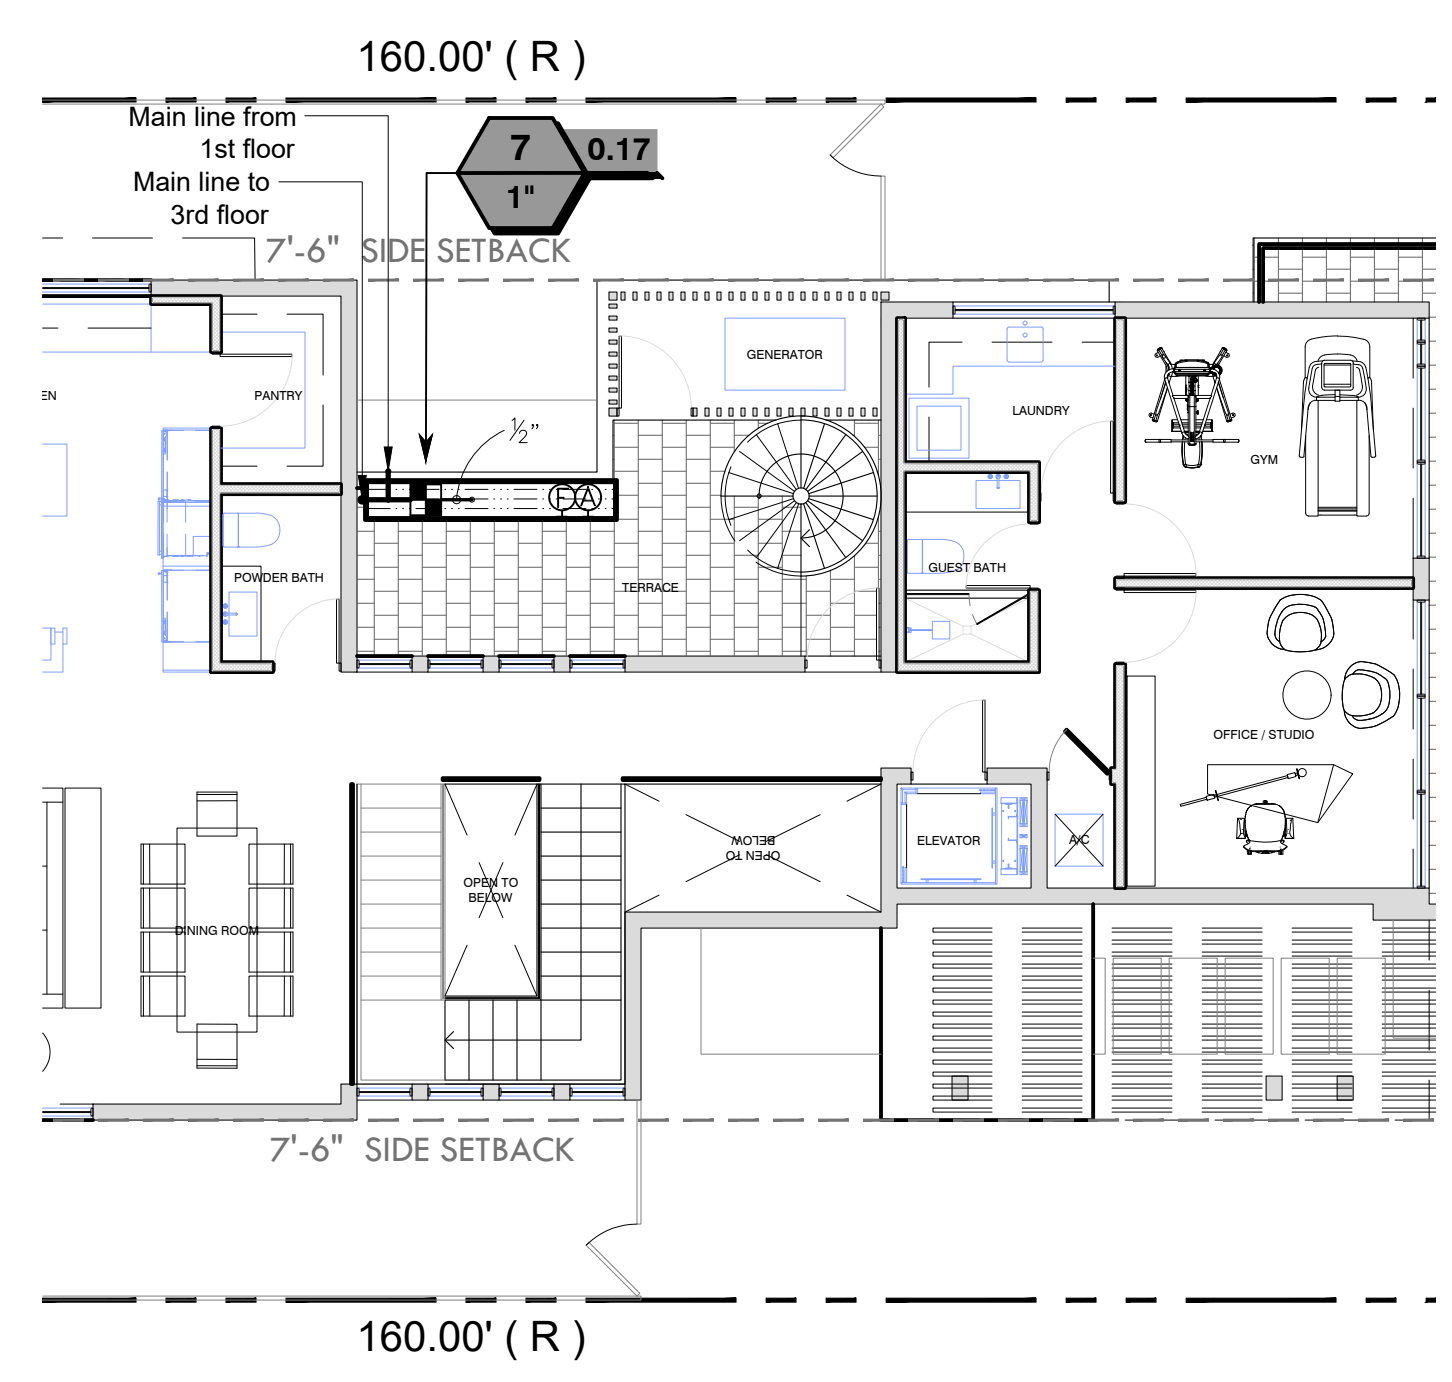 160.00' ( R )
Main line from
1st floor
Main line to
3rd floor
7
0.17
1"
7'-6" SIDE SETBACK
GENERATOR
EN
PANTRY
LAUNDRY
½"
GYM
F A
POWDER BATH
GUEST BATH
TERRACE
OFFICE / STUDIO
OPEN TO
BELOW
ELEVATOR
A/C
OPEN TO
BELOW
DINING ROOM
7'-6" SIDE SETBACK
160.00' ( R )